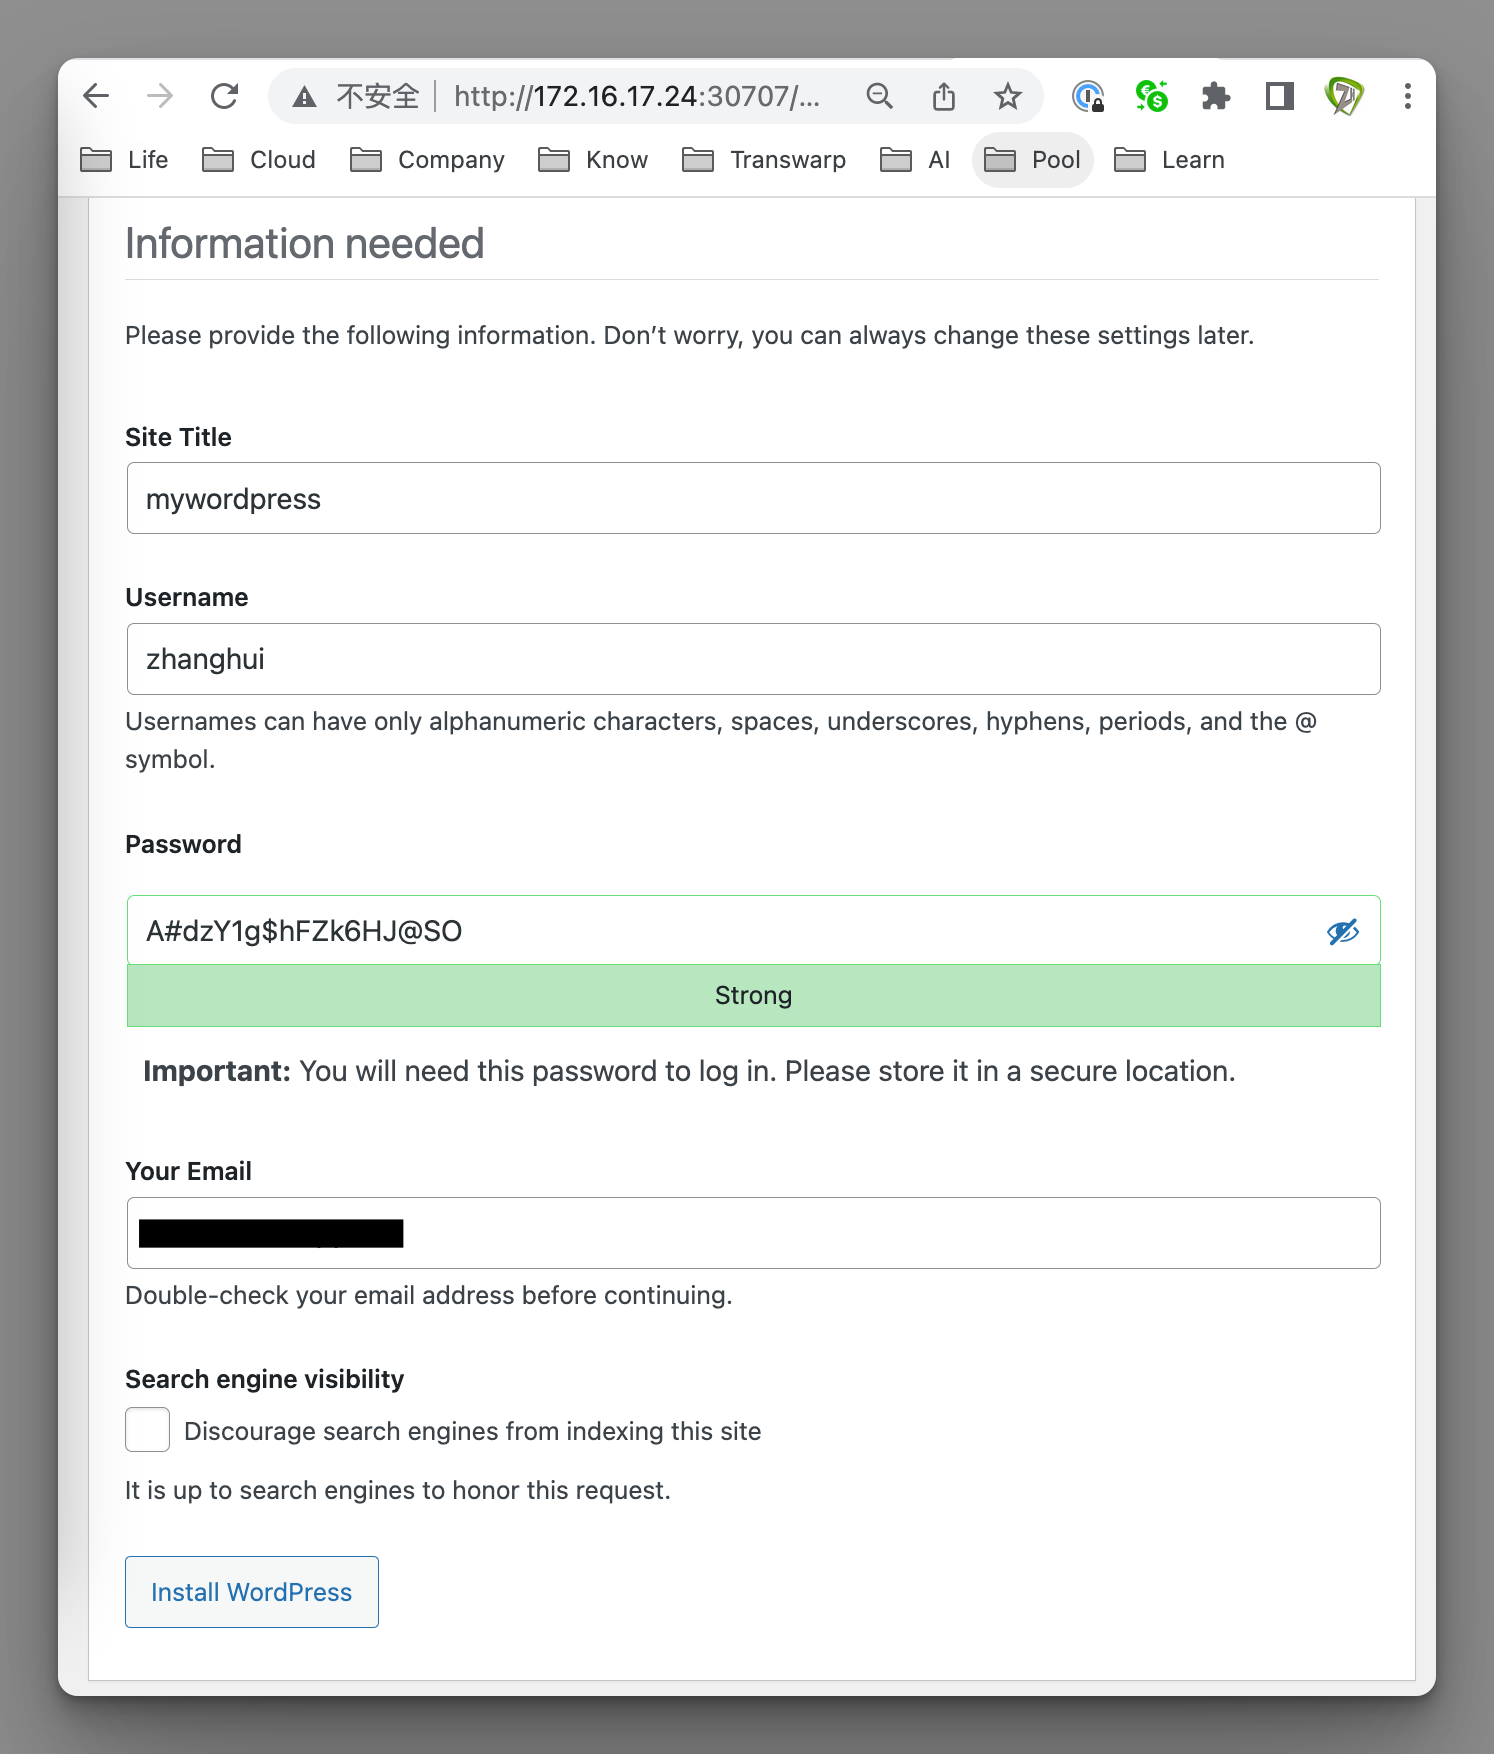 不安全 http://172.16.17.24:30707/...
Life Cloud Company Know Transwarp AI Pool Learn
Information needed
Please provide the following information. Don’t worry, you can always change these settings later.
Site Title
mywordpress
Username
zhanghui
Usernames can have only alphanumeric characters, spaces, underscores, hyphens, periods, and the @
symbol.
Password
A#dzY1g$hFZk6HJ@SO
Strong
Important: You will need this password to log in. Please store it in a secure location.
Your Email
Double-check your email address before continuing.
Search engine visibility
Discourage search engines from indexing this site
It is up to search engines to honor this request.
Install WordPress